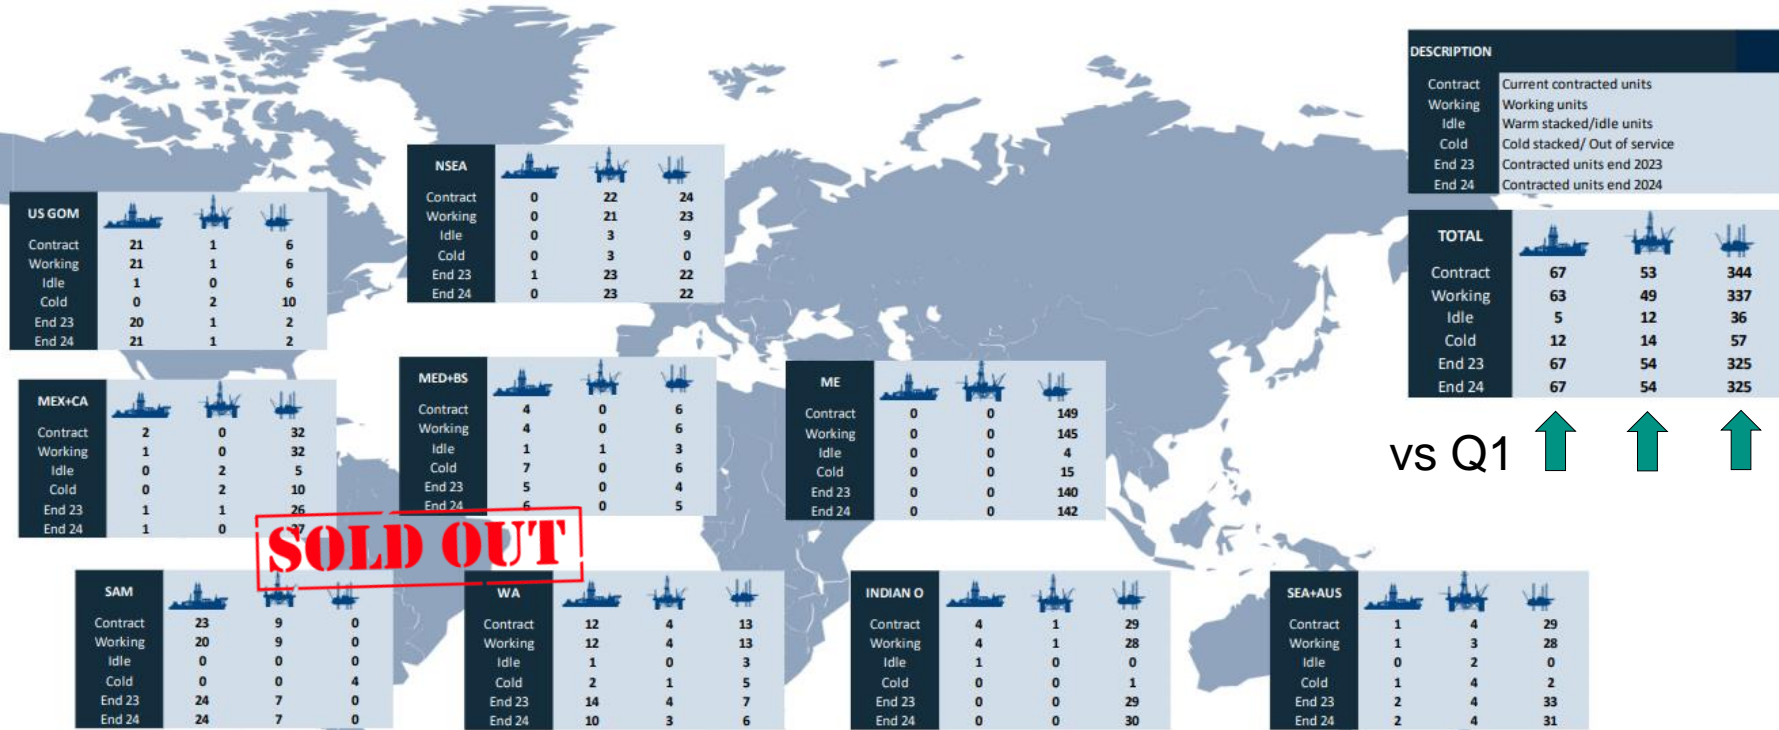 DESCRIPTION
Contract Current contracted units
Working Working units
Idle Warm stacked/idle units
Cold Cold stacked/ Out of service
End 23 Contracted units end 2023
End 24 Contracted units end 2024
NSEA
Contract 0 22 24
Working 0 21 23
Idle 0 3 9
Cold 0 3 0
End 23 1 23 22
End 24 0 23 22
US GOM
Contract 21 1 6
Working 21 1 6
Idle 1 0 6
Cold 0 2 10
End 23 20 1 2
End 24 21 1 2
TOTAL
Contract 67 53 344
Working 63 49 337
Idle 5 12 36
Cold 12 14 57
End 23 67 54 325
End 24 67 54 325
vs Q1
MEX+CA
Contract 2 0 32
Working 1 0 32
Idle 0 2 5
Cold 0 2 10
End 23 1 1 26
End 24 1 0 27
MED+BS
Contract 4 0 6
Working 4 0 6
Idle 1 1 3
Cold 7 0 6
End 23 5 0 4
End 24 6 0 5
ME
Contract 0 0 149
Working 0 0 145
Idle 0 0 4
Cold 0 0 15
End 23 0 0 140
End 24 0 0 142
SOLD OUT
SAM
Contract 23 9 0
Working 20 9 0
Idle 0 0 0
Cold 0 0 4
End 23 24 7 0
End 24 24 7 0
WA
Contract 12 4 13
Working 12 4 13
Idle 1 0 3
Cold 2 1 5
End 23 14 4 7
End 24 10 3 6
INDIAN O
Contract 4 1 29
Working 4 1 28
Idle 1 0 0
Cold 0 0 1
End 23 0 0 29
End 24 0 0 30
SEA+AUS
Contract 1 4 29
Working 1 3 28
Idle 0 2 0
Cold 1 4 2
End 23 2 4 33
End 24 2 4 31